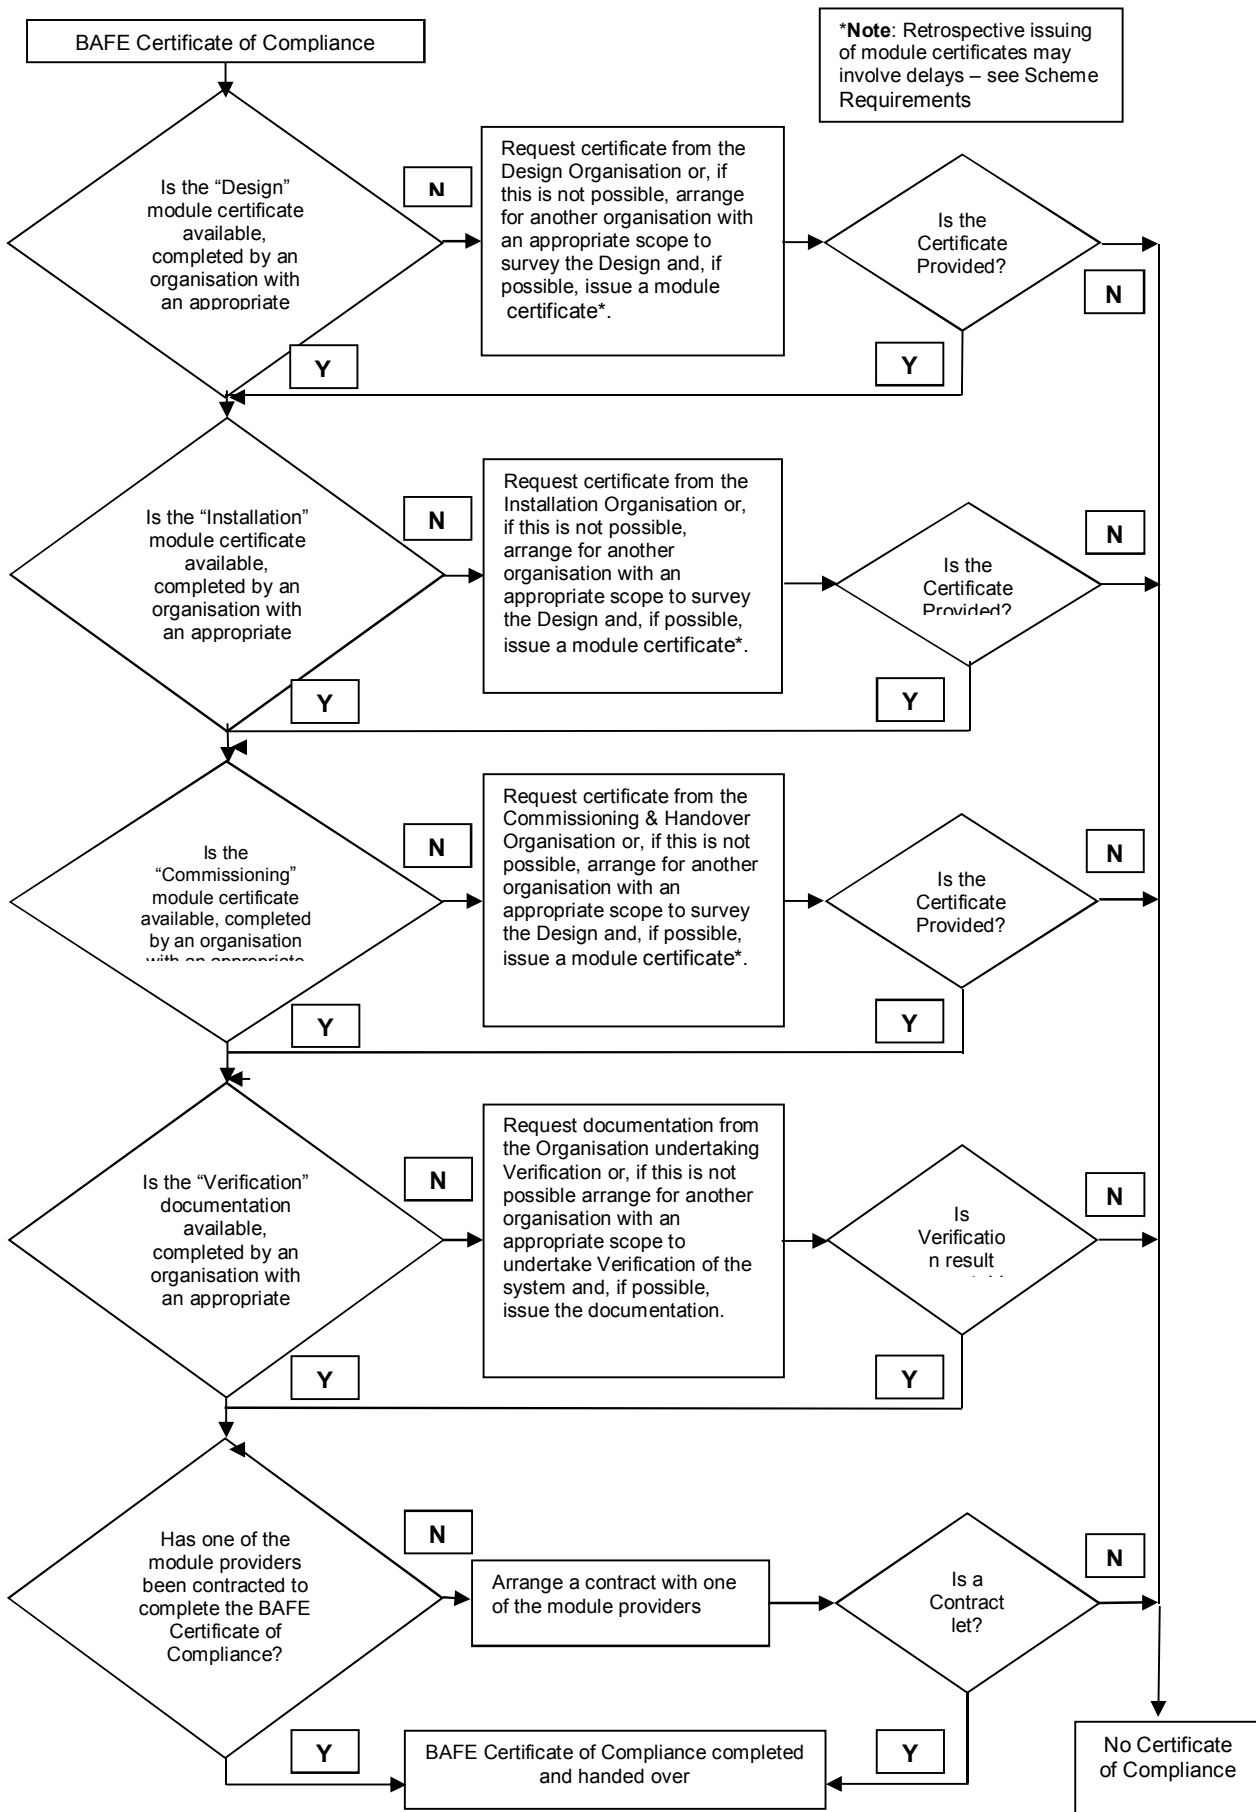 BAFE Certificate of Compliance
*Note: Retrospective issuing
of module certificates may
involve delays – see Scheme
Requirements
Is the “Design”
module certificate
available,
completed by an
organisation with
an appropriate
N
Request certificate from the
Design Organisation or, if
this is not possible, arrange
for another organisation with
an appropriate scope to
survey the Design and, if
possible, issue a module
certificate*.
Is the
Certificate
Provided?
N
Y
Y
Is the “Installation”
module certificate
available,
completed by an
organisation with
an appropriate
N
Request certificate from the
Installation Organisation or,
if this is not possible,
arrange for another
organisation with an
appropriate scope to survey
the Design and, if possible,
issue a module certificate*.
Is the
Certificate
Provided?
N
Y
Y
Is the
“Commissioning”
module certificate
available, completed
by an organisation
with an appropriate
N
Request certificate from the
Commissioning & Handover
Organisation or, if this is not
possible, arrange for another
organisation with an
appropriate scope to survey
the Design and, if possible,
issue a module certificate*.
Is the
Certificate
Provided?
N
Y
Y
Is the “Verification”
documentation
available,
completed by an
organisation with
an appropriate
N
Request documentation from
the Organisation undertaking
Verification or, if this is not
possible arrange for another
organisation with an
appropriate scope to
undertake Verification of the
system and, if possible,
issue the documentation.
Is
Verificatio
n result
N
Y
Y
Has one of the
module providers
been contracted to
complete the BAFE
Certificate of
Compliance?
N
Arrange a contract with one
of the module providers
Is a
Contract
let?
N
Y
BAFE Certificate of Compliance completed
and handed over
Y
No Certificate
of Compliance